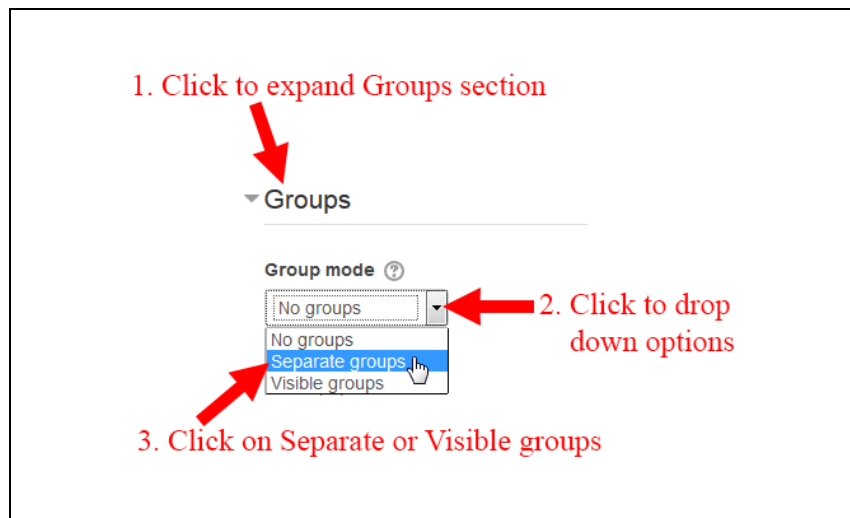 1. Click to expand Groups section
Groups
Group mode
No groups
2. Click to drop
down options
No groups
Separate groups
Visible groups
3. Click on Separate or Visible groups